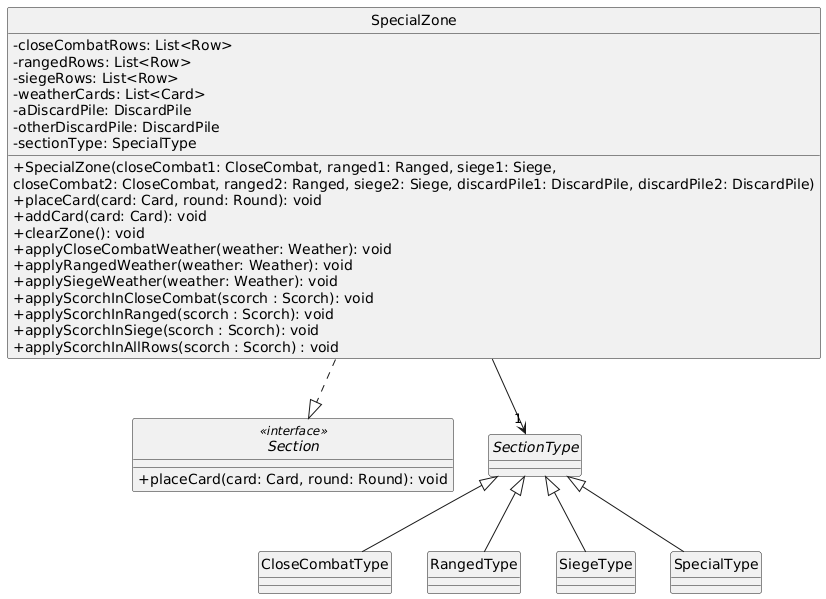 SpecialZone
-closeCombatRows: List<Row>
-rangedRows: List<Row>
-siegeRows: List<Row>
-weatherCards: List<Card>
-aDiscardPile: DiscardPile
-otherDiscardPile: DiscardPile
-sectionType: SpecialType
+SpecialZone(closeCombat1: CloseCombat, ranged1: Ranged, siege1: Siege,
closeCombat2: CloseCombat, ranged2: Ranged, siege2: Siege, discardPile1: DiscardPile, discardPile2: DiscardPile)
+placeCard(card: Card, round: Round): void
+addCard(card: Card): void
+clearZone(): void
+applyCloseCombatWeather(weather: Weather): void
+applyRangedWeather(weather: Weather): void
+applySiegeWeather(weather: Weather): void
+applyScorchInCloseCombat(scorch : Scorch): void
+applyScorchInRanged(scorch : Scorch): void
+applyScorchInSiege(scorch : Scorch): void
+applyScorchInAllRows(scorch : Scorch) : void
1
«interface»
Section
+placeCard(card: Card, round: Round): void
SectionType
CloseCombatType
RangedType
SiegeType
SpecialType